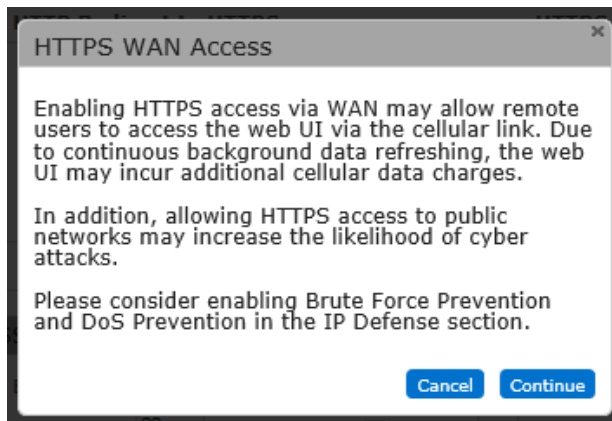 HTTPS WAN Access
Enabling HTTPS access via WAN may allow remote
users to access the web UI via the cellular link. Due
to continuous background data refreshing, the web
UI may incur additional cellular data charges.
In addition, allowing HTTPS access to public
networks may increase the likelihood of cyber
attacks.
Please consider enabling Brute Force Prevention
and DoS Prevention in the IP Defense section.
Cancel Continue